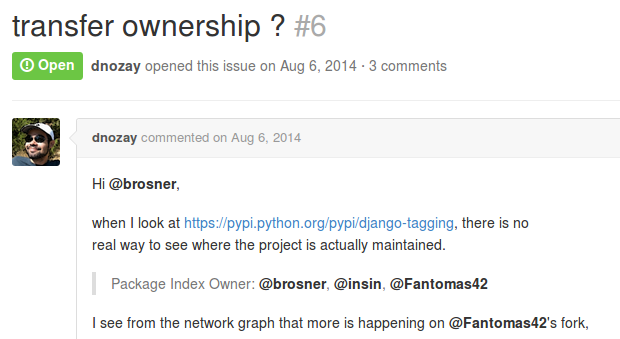 transfer ownership ? #6
Open dnozay opened this issue on Aug 6, 2014 · 3 comments
dnozay commented on Aug 6, 2014
Hi @brosner,
when I look at https://pypi.python.org/pypi/django-tagging, there is no
real way to see where the project is actually maintained.
Package Index Owner: @brosner, @insin, @Fantomas42
I see from the network graph that more is happening on @Fantomas42's fork,